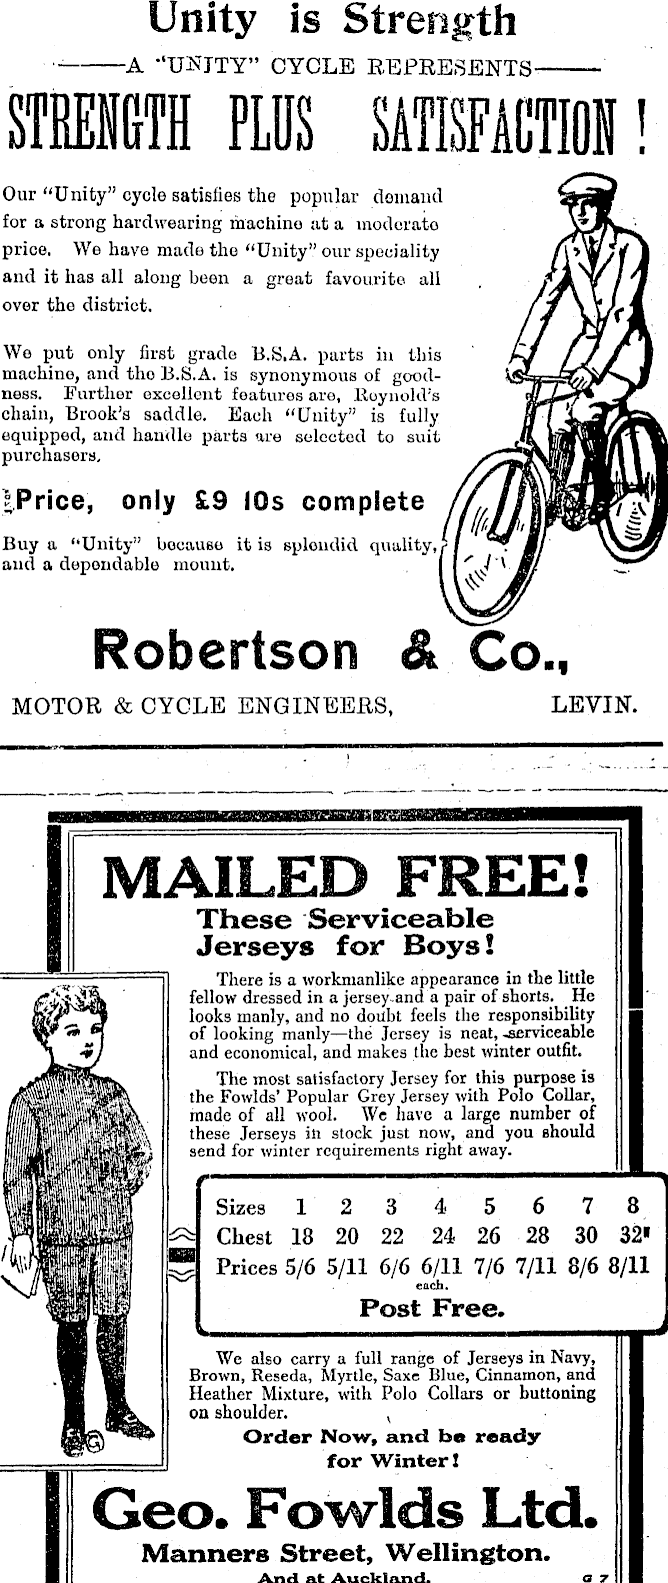 Unity is Strength
A "UNITY" CYCLE REPRESENTS
STRENGTH PLUS SATISFACTION!
Our "Unity" cycle satisfies the popular demand
for a strong hardwearing machine at a moderate
price. We have made the "Unity" our speciality
and it has all along been a great favourite all
over the district.
We put only first grade B.S.A. parts in this
machine, and the B.S.A. is synonymous of good-
ness. Further excellent features are, Reynold's
chain, Brook's saddle. Each "Unity" is fully
equipped, and handle parts are selected to suit
purchasers.
Price, only £9 10s complete
Buy a "Unity" because it is splendid quality,
and a dependable mount.
Robertson & Co.,
MOTOR & CYCLE ENGINEERS, LEVIN.
MAILED FREE!
These Serviceable
Jerseys for Boys!
There is a workmanlike appearance in the little
fellow dressed in a jersey and a pair of shorts. He
looks manly, and no doubt feels the responsibility
of looking manly—the Jersey is neat, serviceable
and economical, and makes the best winter outfit.
The most satisfactory Jersey for this purpose is
the Fowlds' Popular Grey Jersey with Polo Collar,
made of all wool. We have a large number of
these Jerseys in stock just now, and you should
send for winter requirements right away.
Sizes 1 2 3 4 5 6 7 8
Chest 18 20 22 24 26 28 30 32"
Prices 5/6 5/11 6/6 6/11 7/6 7/11 8/6 8/11
each.
Post Free.
We also carry a full range of Jerseys in Navy,
Brown, Reseda, Myrtle, Saxe Blue, Cinnamon, and
Heather Mixture, with Polo Collars or buttoning
on shoulder.
Order Now, and be ready
for Winter!
Geo. Fowlds Ltd.
Manners Street, Wellington.
And at Auckland. G 7